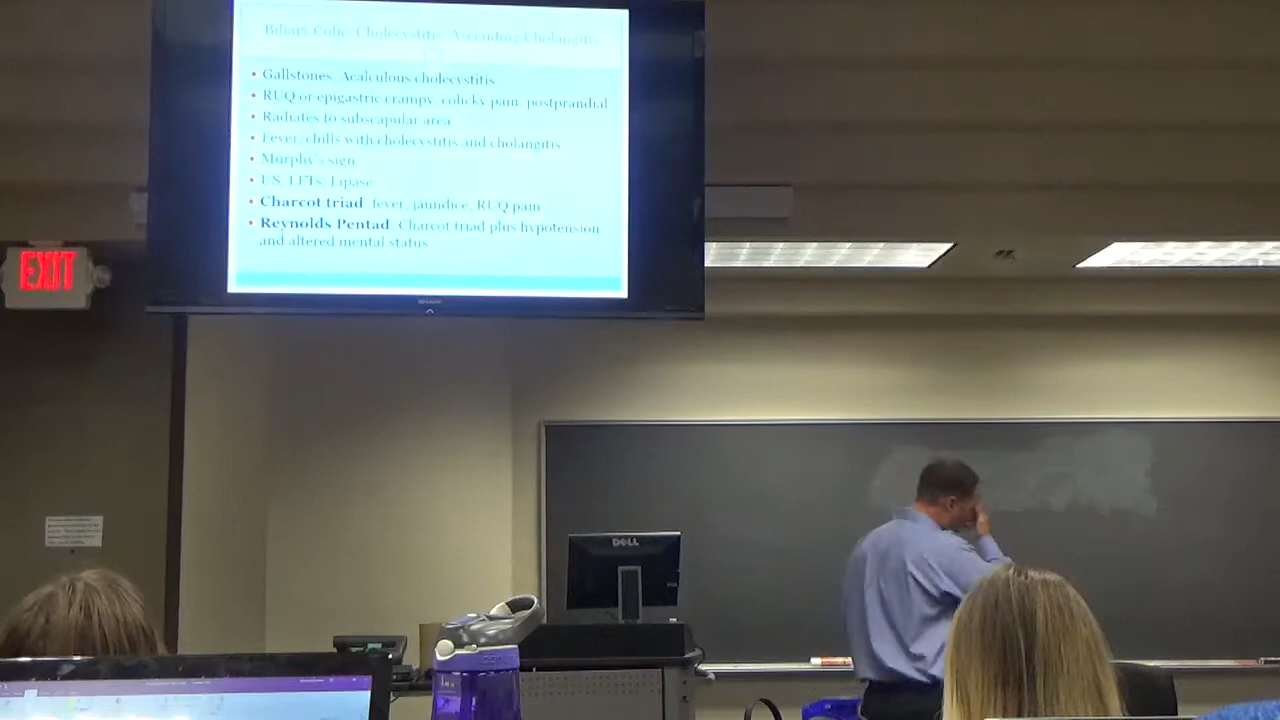 Biliary Colic, Cholecystitis, Ascending Cholangitis
• Gallstones, Acalculous cholecystitis
• RUQ or epigastric crampy, colicky pain, postprandial
• Radiates to subscapular area
• Fever/chills with cholecystitis and cholangitis
• Murphy's sign
• US, LFTs, Lipase
• Charcot triad- fever, jaundice, RUQ pain
• Reynolds Pentad- Charcot triad plus hypotension
and altered mental status
SHARP
EXIT
DELL